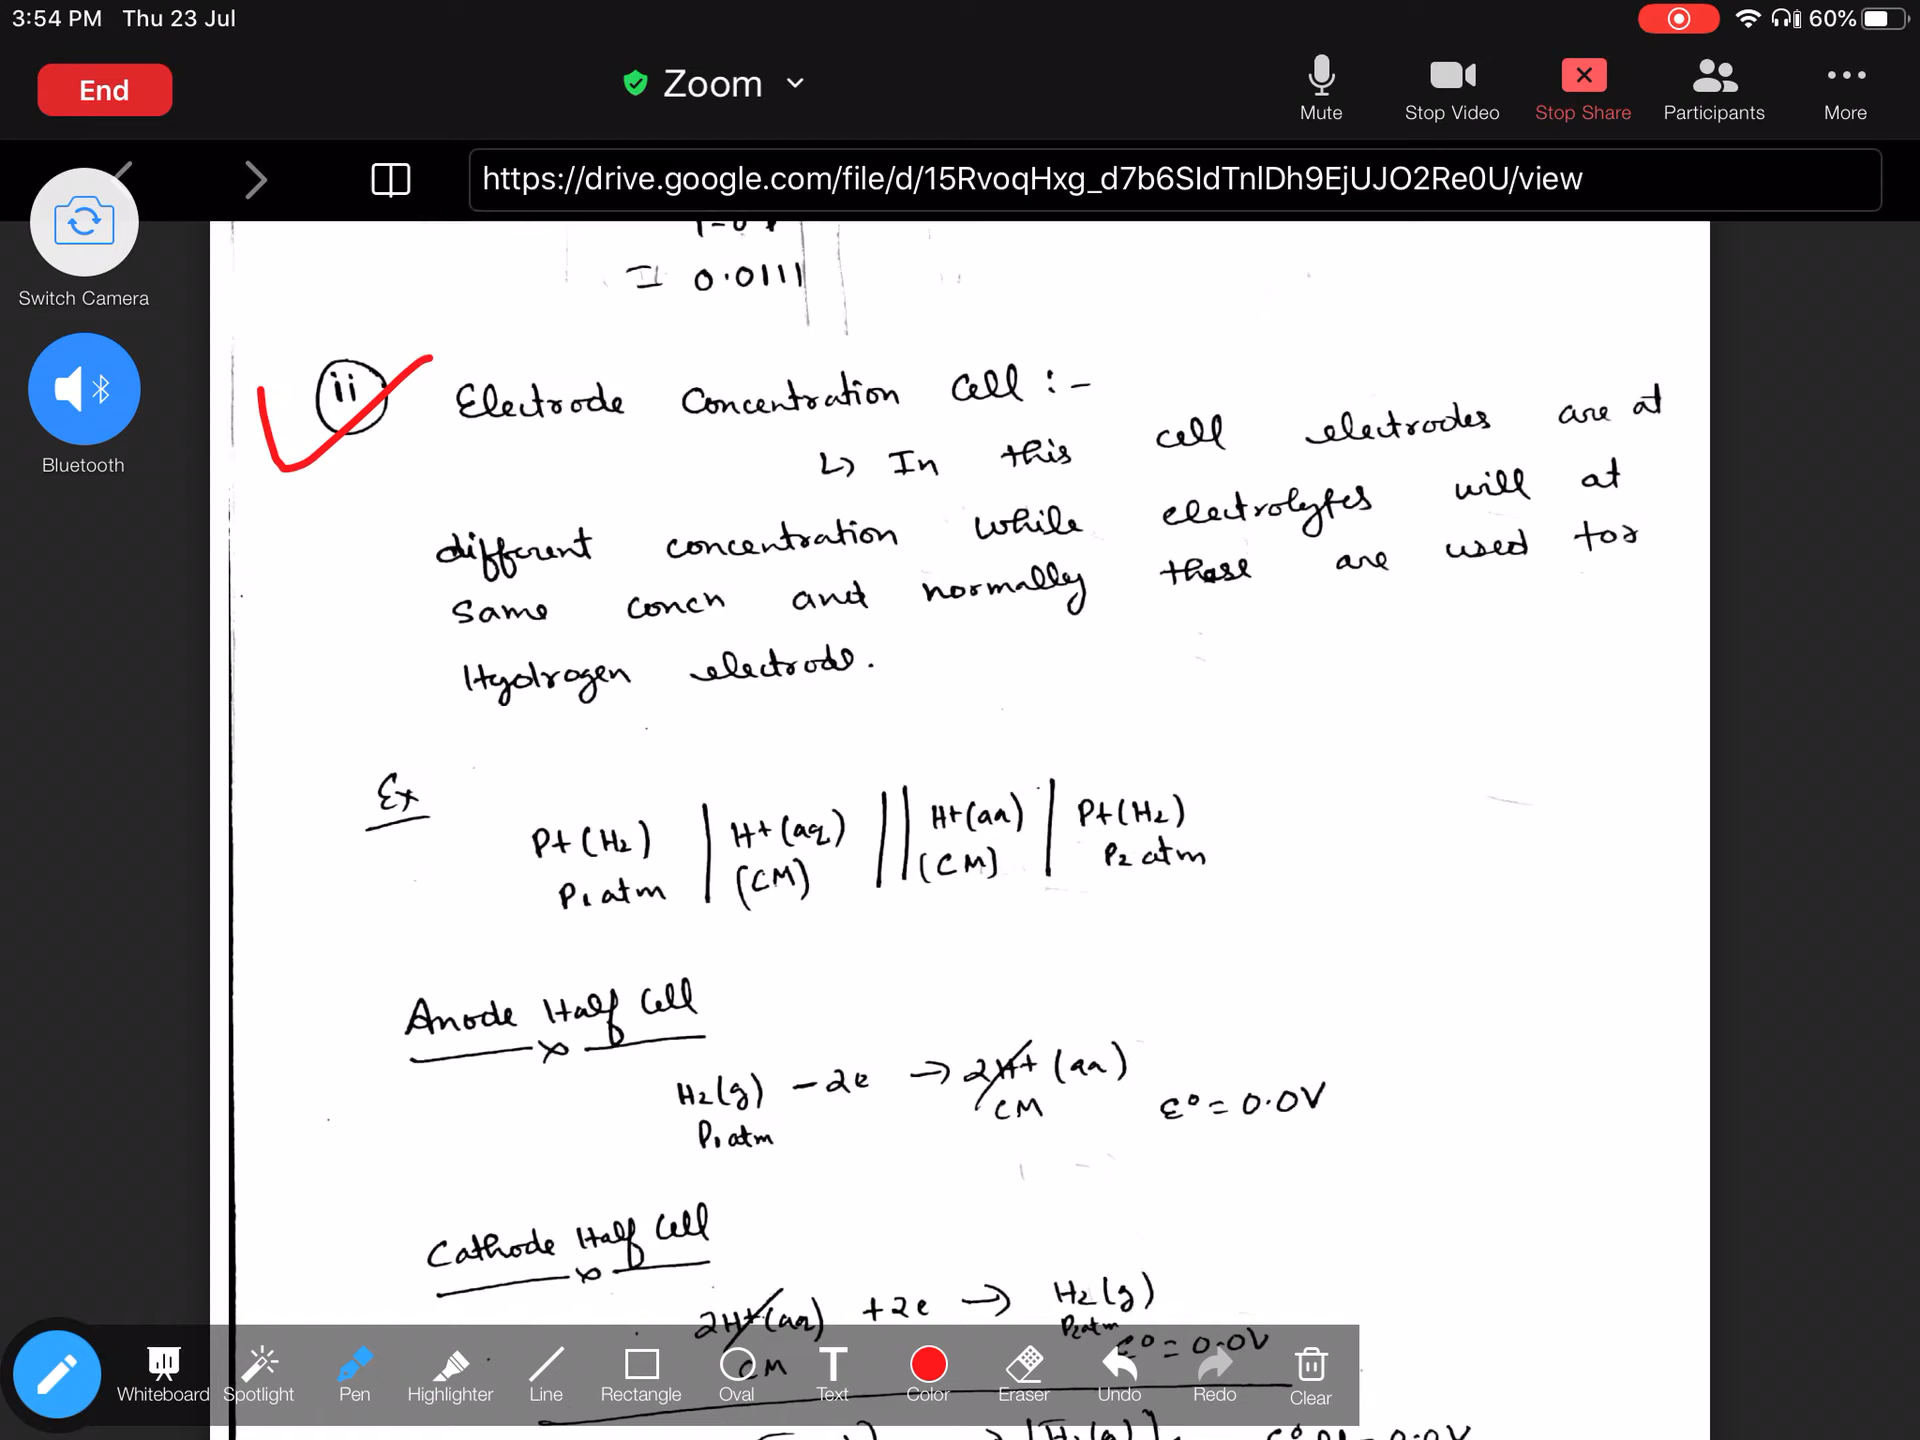 3:54 PM Thu 23 Jul
60%
End
Zoom
Mute
Stop Video
Stop Share
Participants
More
https://drive.google.com/file/d/15RvoqHxg_d7b6SIdTnlDh9EjUJO2Re0U/view
Switch Camera
Bluetooth
II 0.0111
ii Electrode Concentration Cell :-
↳ In this cell electrodes are at
different concentration while electrolytes will at
same concn and normally these are used for
Hydrogen electrode.
Ex
Pt(H2) | H+(aq) || H+(aq) | Pt(H2)
P1 atm (CM) (CM) P2 atm
Anode Half Cell
H2(g) - 2e → 2H+ (aq)
P1 atm CM E° = 0.0V
Cathode Half Cell
2H+(aq) + 2e → H2(g)
CM P2 atm E° = 0.0V
Whiteboard Spotlight Pen Highlighter Line Rectangle Oval Text Color Eraser Undo Redo Clear